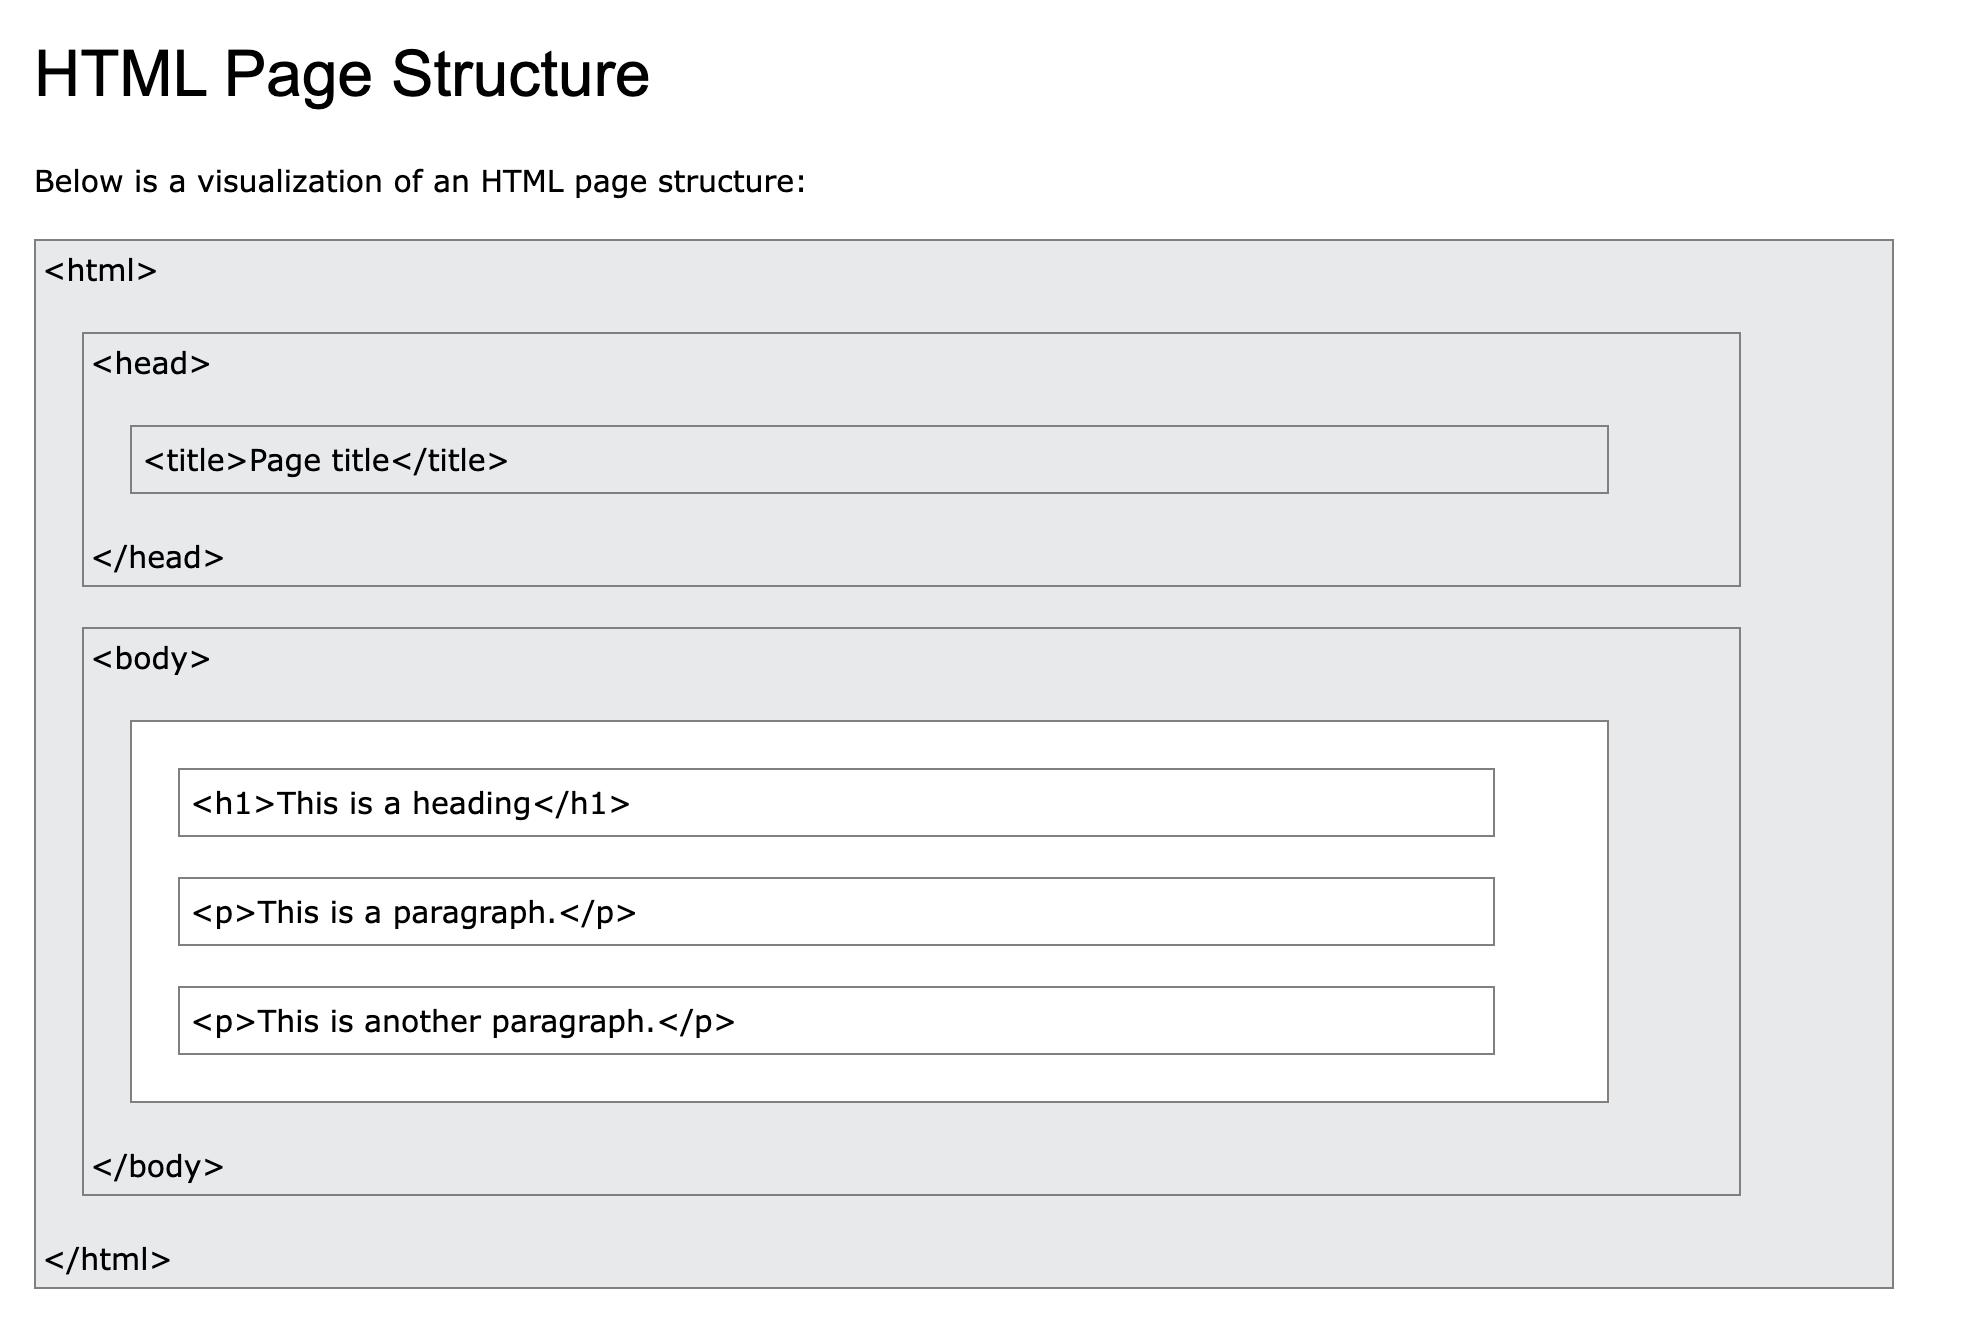 HTML Page Structure
Below is a visualization of an HTML page structure:
<html>
<head>
<title>Page title</title>
</head>
<body>
<h1>This is a heading</h1>
<p>This is a paragraph.</p>
<p>This is another paragraph.</p>
</body>
</html>